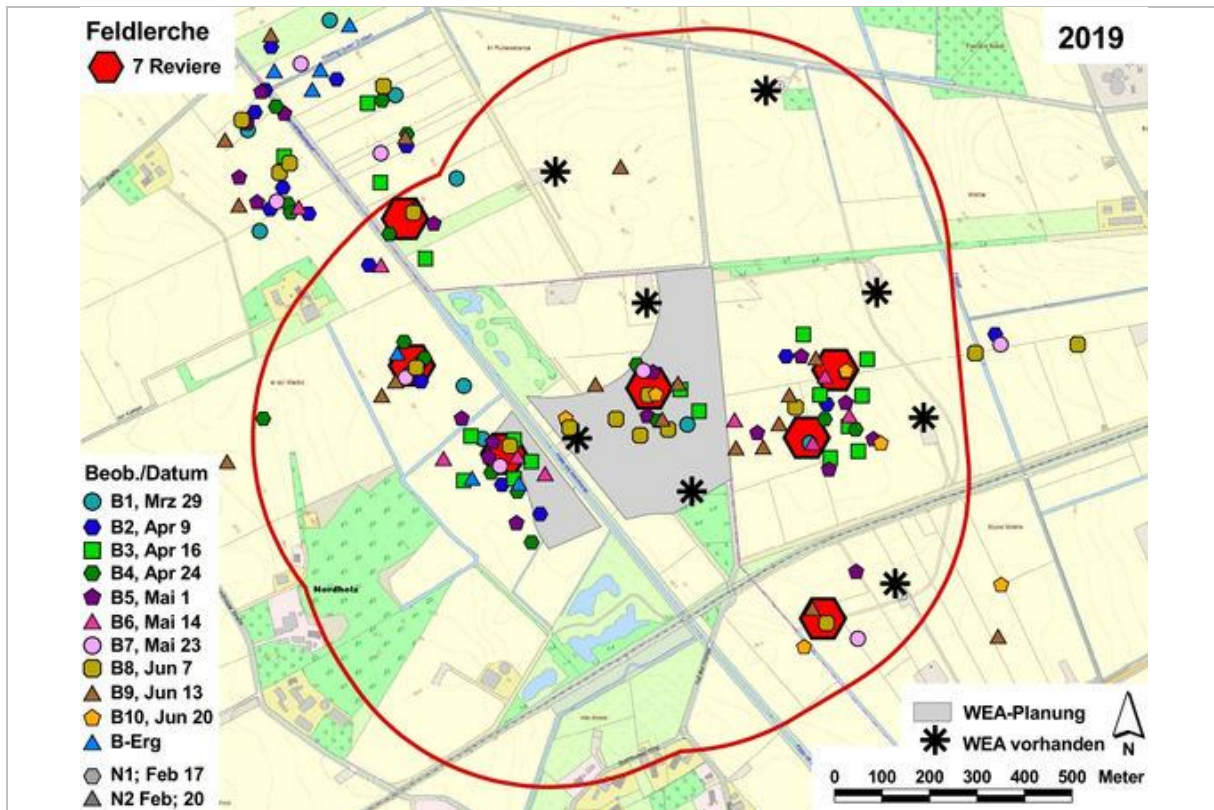 Feldlerche
7 Reviere
2019
Nordholz
Beob./Datum
B1, Mrz 29
B2, Apr 9
B3, Apr 16
B4, Apr 24
B5, Mai 1
B6, Mai 14
B7, Mai 23
B8, Jun 7
B9, Jun 13
B10, Jun 20
B-Erg
N1; Feb 17
N2 Feb; 20
WEA-Planung
WEA vorhanden
N
0 100 200 300 400 500 Meter